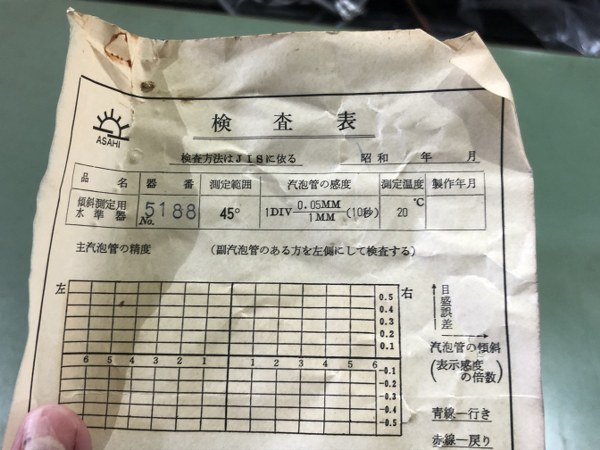 ASAHI
検査表
検査方法はJISに依る 昭和 年 月
品名 器番 測定範囲 汽泡管の感度 測定温度 製作年月
傾斜測定用水準器 No. 5188 45° 1DIV 0.05MM/1MM (10秒) 20℃
主汽泡管の精度 (副汽泡管のある方を左側にして検査する)
左 右
0.5
0.4
0.3
0.2
0.1
6 5 4 3 2 1 1 2 3 4 5 6
-0.1
-0.2
-0.3
-0.4
-0.5
目盛誤差
汽泡管の傾斜
(表示感度の倍数)
青線―行き
赤線―戻り